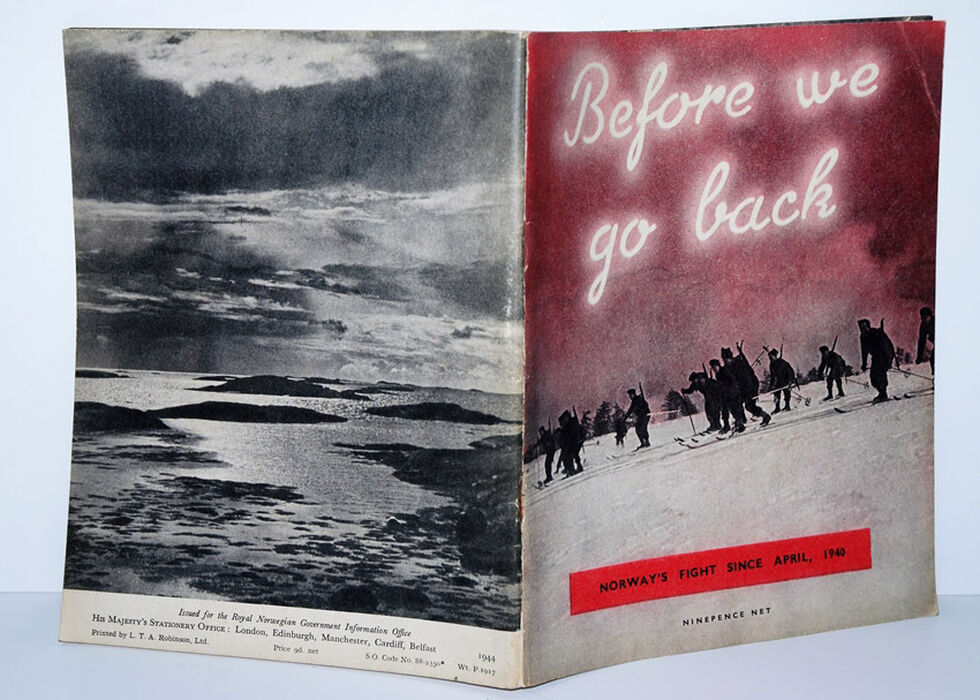 Before we
go back
NORWAY'S FIGHT SINCE APRIL, 1940
NINEPENCE NET
Issued for the Royal Norwegian Government Information Office
HIS MAJESTY'S STATIONERY OFFICE: London, Edinburgh, Manchester, Cardiff, Belfast
Printed by L. T. A. Robinson, Ltd.
Price 9d. net
S.O. Code No. 88-2350*
1944
Wt. P.1917